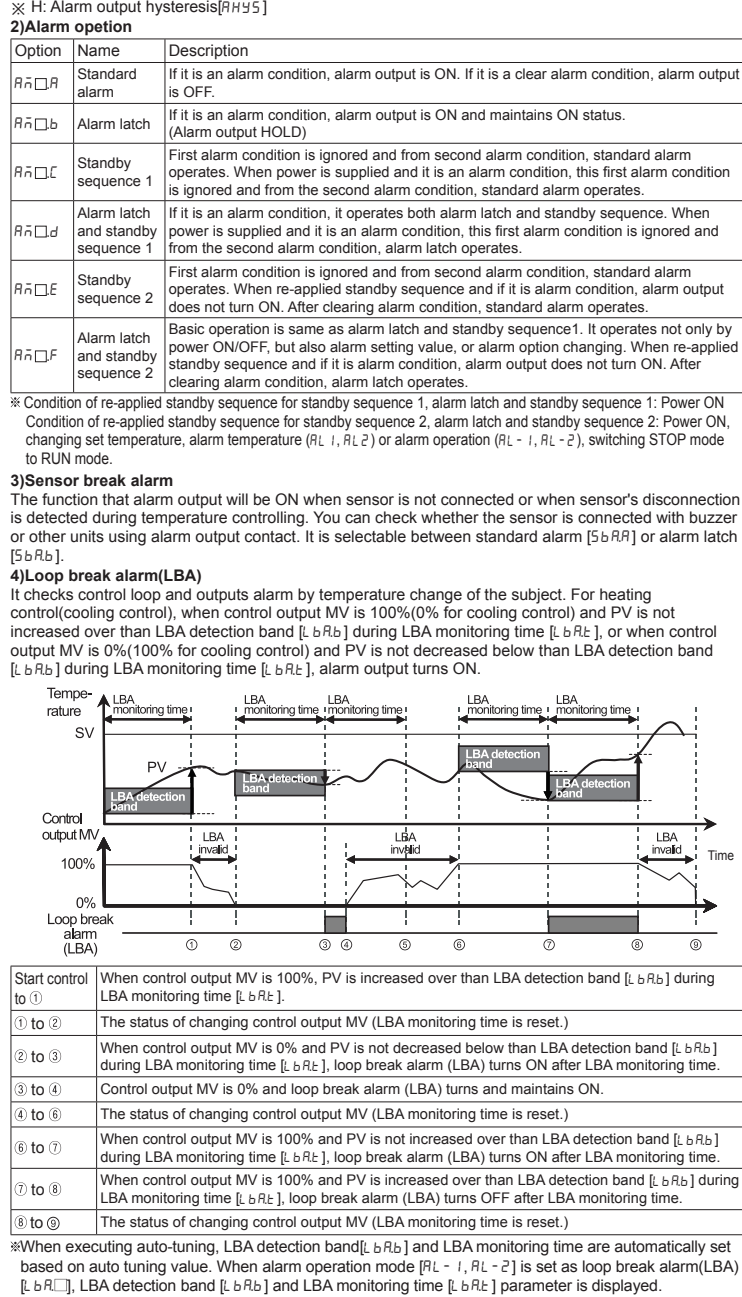 ※ H: Alarm output hysteresis[AHYS]
2)Alarm opetion
Option Name Description
AM□.A Standard alarm If it is an alarm condition, alarm output is ON. If it is a clear alarm condition, alarm output is OFF.
AM□.b Alarm latch If it is an alarm condition, alarm output is ON and maintains ON status. (Alarm output HOLD)
AM□.C Standby sequence 1 First alarm condition is ignored and from second alarm condition, standard alarm operates. When power is supplied and it is an alarm condition, this first alarm condition is ignored and from the second alarm condition, standard alarm operates.
AM□.d Alarm latch and standby sequence 1 If it is an alarm condition, it operates both alarm latch and standby sequence. When power is supplied and it is an alarm condition, this first alarm condition is ignored and from the second alarm condition, alarm latch operates.
AM□.E Standby sequence 2 First alarm condition is ignored and from second alarm condition, standard alarm operates. When re-applied standby sequence and if it is alarm condition, alarm output does not turn ON. After clearing alarm condition, standard alarm operates.
AM□.F Alarm latch and standby sequence 2 Basic operation is same as alarm latch and standby sequence1. It operates not only by power ON/OFF, but also alarm setting value, or alarm option changing. When re-applied standby sequence and if it is alarm condition, alarm output does not turn ON. After clearing alarm condition, alarm latch operates.
※ Condition of re-applied standby sequence for standby sequence 1, alarm latch and standby sequence 1: Power ON
Condition of re-applied standby sequence for standby sequence 2, alarm latch and standby sequence 2: Power ON,
changing set temperature, alarm temperature (AL1, AL2) or alarm operation (AL-1, AL-2), switching STOP mode
to RUN mode.
3)Sensor break alarm
The function that alarm output will be ON when sensor is not connected or when sensor's disconnection
is detected during temperature controlling. You can check whether the sensor is connected with buzzer
or other units using alarm output contact. It is selectable between standard alarm [SbA.A] or alarm latch
[SbA.b].
4)Loop break alarm(LBA)
It checks control loop and outputs alarm by temperature change of the subject. For heating
control(cooling control), when control output MV is 100%(0% for cooling control) and PV is not
increased over than LBA detection band [LbA.b] during LBA monitoring time [LbA.t], or when control
output MV is 0%(100% for cooling control) and PV is not decreased below than LBA detection band
[LbA.b] during LBA monitoring time [LbA.t], alarm output turns ON.
Tempe-
rature
LBA monitoring time
LBA monitoring time
LBA monitoring time
LBA monitoring time
LBA monitoring time
SV
PV
LBA detection band
LBA detection band
LBA detection band
LBA detection band
Control
output MV
LBA invalid
LBA invalid
LBA invalid
Time
100%
0%
Loop break
alarm
(LBA)
① ② ③ ④ ⑤ ⑥ ⑦ ⑧ ⑨
Start control to ① When control output MV is 100%, PV is increased over than LBA detection band [LbA.b] during LBA monitoring time [LbA.t].
① to ② The status of changing control output MV (LBA monitoring time is reset.)
② to ③ When control output MV is 0% and PV is not decreased below than LBA detection band [LbA.b] during LBA monitoring time [LbA.t], loop break alarm (LBA) turns ON after LBA monitoring time.
③ to ④ Control output MV is 0% and loop break alarm (LBA) turns and maintains ON.
④ to ⑥ The status of changing control output MV (LBA monitoring time is reset.)
⑥ to ⑦ When control output MV is 100% and PV is not increased over than LBA detection band [LbA.b] during LBA monitoring time [LbA.t], loop break alarm (LBA) turns ON after LBA monitoring time.
⑦ to ⑧ When control output MV is 100% and PV is increased over than LBA detection band [LbA.b] during LBA monitoring time [LbA.t], loop break alarm (LBA) turns OFF after LBA monitoring time.
⑧ to ⑨ The status of changing control output MV (LBA monitoring time is reset.)
※When executing auto-tuning, LBA detection band[LbA.b] and LBA monitoring time are automatically set
based on auto tuning value. When alarm operation mode [AL-1, AL-2] is set as loop break alarm(LBA)
[LbA.□], LBA detection band [LbA.b] and LBA monitoring time [LbA.t] parameter is displayed.